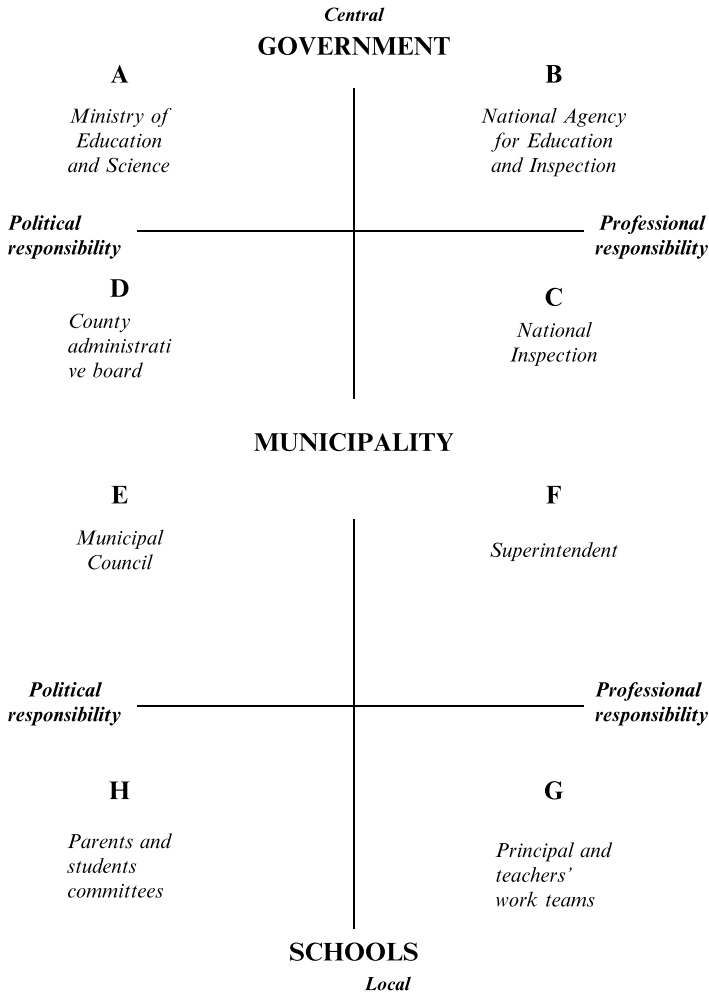 Central
GOVERNMENT
A
B
Ministry of
Education
and Science
National Agency
for Education
and Inspection
Political
responsibility
Professional
responsibility
D
County
administrati
ve board
C
National
Inspection
MUNICIPALITY
E
F
Municipal
Council
Superintendent
Political
responsibility
Professional
responsibility
H
G
Parents and
students
committees
Principal and
teachers’
work teams
SCHOOLS
Local